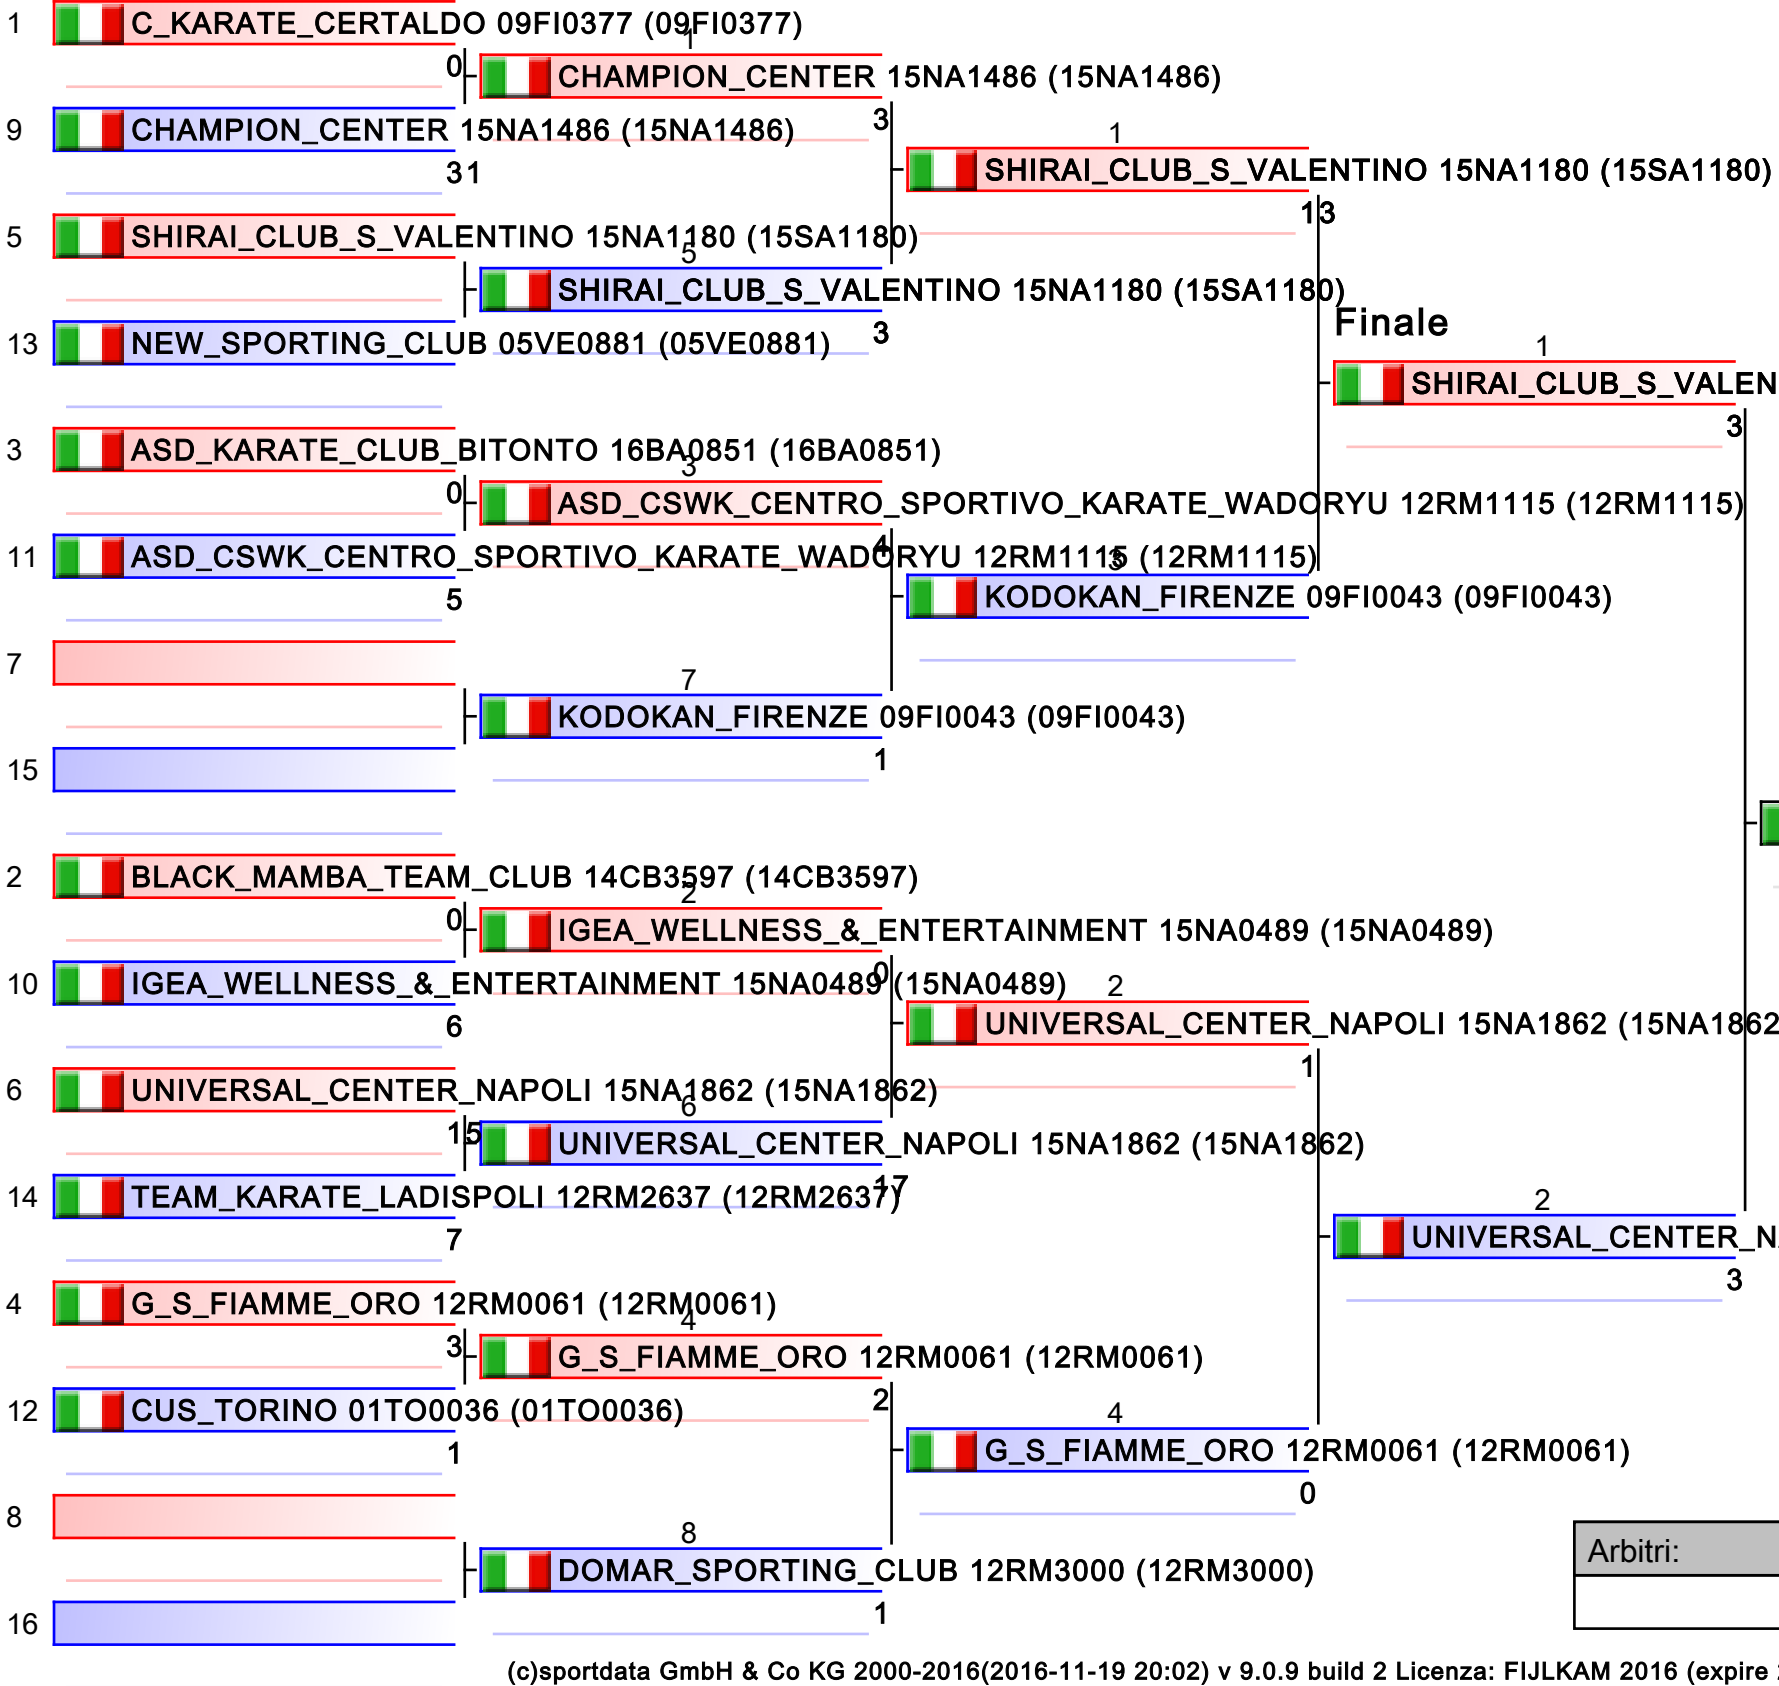 1 C_KARATE_CERTALDO 09FI0377 (09FI0377)
0
9 CHAMPION_CENTER 15NA1486 (15NA1486)
31
5 SHIRAI_CLUB_S_VALENTINO 15NA1180 (15SA1180)
13 NEW_SPORTING_CLUB 05VE0881 (05VE0881)
3 ASD_KARATE_CLUB_BITONTO 16BA0851 (16BA0851)
0
11 ASD_CSWK_CENTRO_SPORTIVO_KARATE_WADORYU 12RM1115 (12RM1115)
5
7
15
2 BLACK_MAMBA_TEAM_CLUB 14CB3597 (14CB3597)
0
10 IGEA_WELLNESS_&_ENTERTAINMENT 15NA0489 (15NA0489)
6
6 UNIVERSAL_CENTER_NAPOLI 15NA1862 (15NA1862)
15
14 TEAM_KARATE_LADISPOLI 12RM2637 (12RM2637)
7
4 G_S_FIAMME_ORO 12RM0061 (12RM0061)
3
12 CUS_TORINO 01TO0036 (01TO0036)
1
8
16
1
CHAMPION_CENTER 15NA1486 (15NA1486)
3
5
SHIRAI_CLUB_S_VALENTINO 15NA1180 (15SA1180)
3
3
ASD_CSWK_CENTRO_SPORTIVO_KARATE_WADORYU 12RM1115 (12RM1115)
4
7
KODOKAN_FIRENZE 09FI0043 (09FI0043)
1
2
IGEA_WELLNESS_&_ENTERTAINMENT 15NA0489 (15NA0489)
0
6
UNIVERSAL_CENTER_NAPOLI 15NA1862 (15NA1862)
17
4
G_S_FIAMME_ORO 12RM0061 (12RM0061)
2
8
DOMAR_SPORTING_CLUB 12RM3000 (12RM3000)
1
1
SHIRAI_CLUB_S_VALENTINO 15NA1180 (15SA1180)
13
3
KODOKAN_FIRENZE 09FI0043 (09FI0043)
2
UNIVERSAL_CENTER_NAPOLI 15NA1862 (15NA1862
1
4
G_S_FIAMME_ORO 12RM0061 (12RM0061)
0
Finale
1
SHIRAI_CLUB_S_VALEN
3
2
UNIVERSAL_CENTER_N
3
Arbitri:
(c)sportdata GmbH & Co KG 2000-2016(2016-11-19 20:02) v 9.0.9 build 2 Licenza: FIJLKAM 2016 (expire